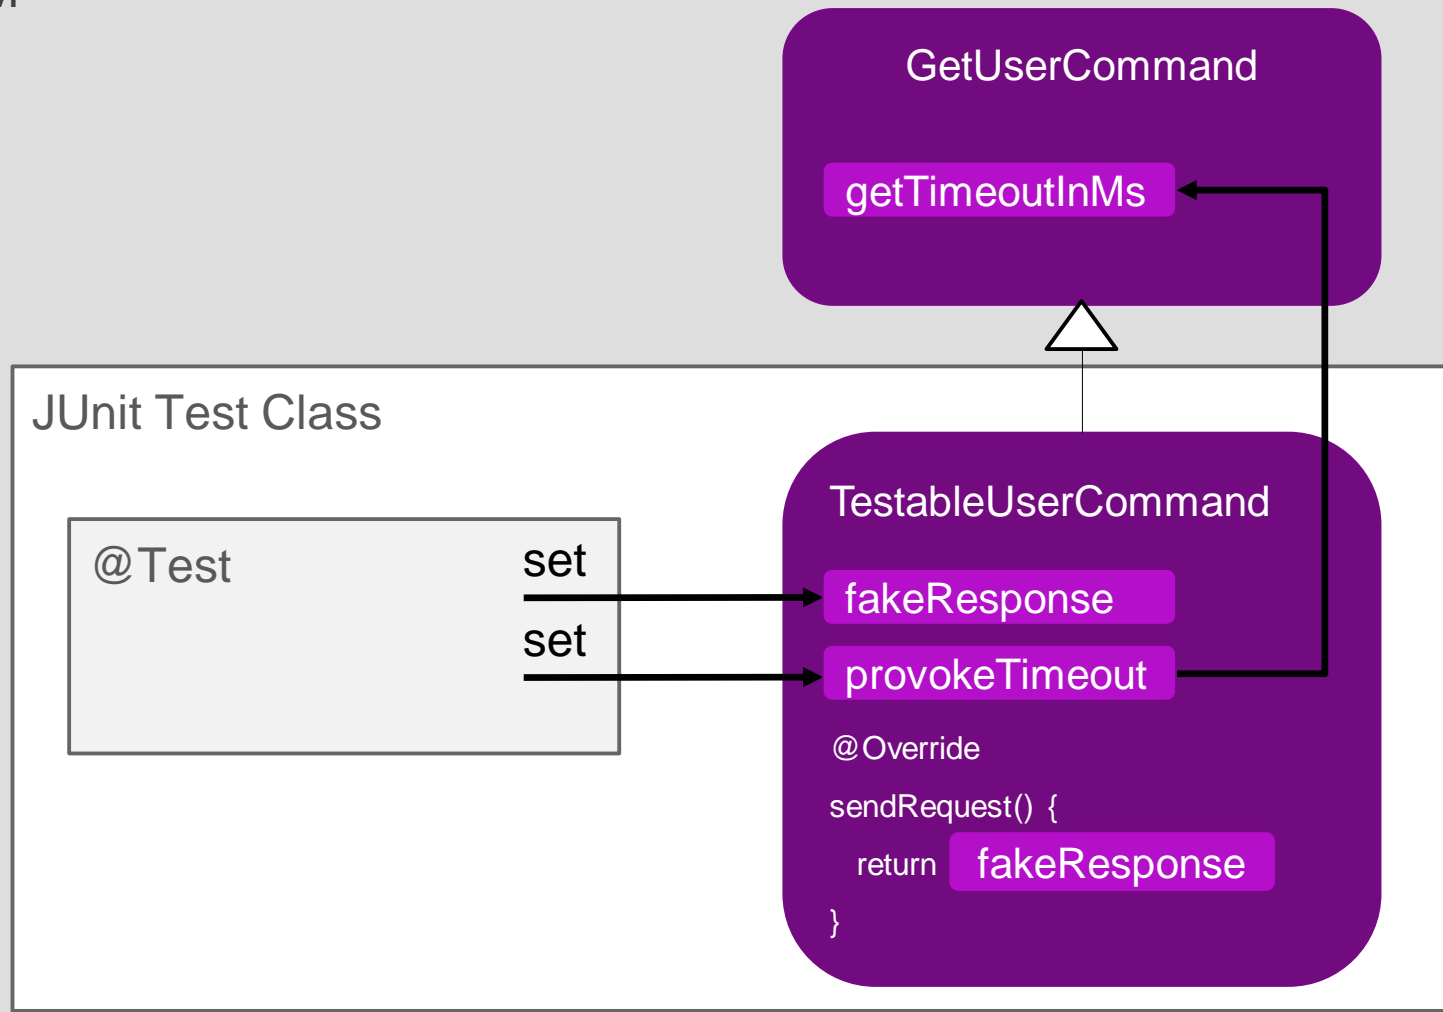 GetUserCommand
getTimeoutInMs
JUnit Test Class
@Test
set
set
TestableUserCommand
fakeResponse
provokeTimeout
@Override
sendRequest() {
return fakeResponse
}